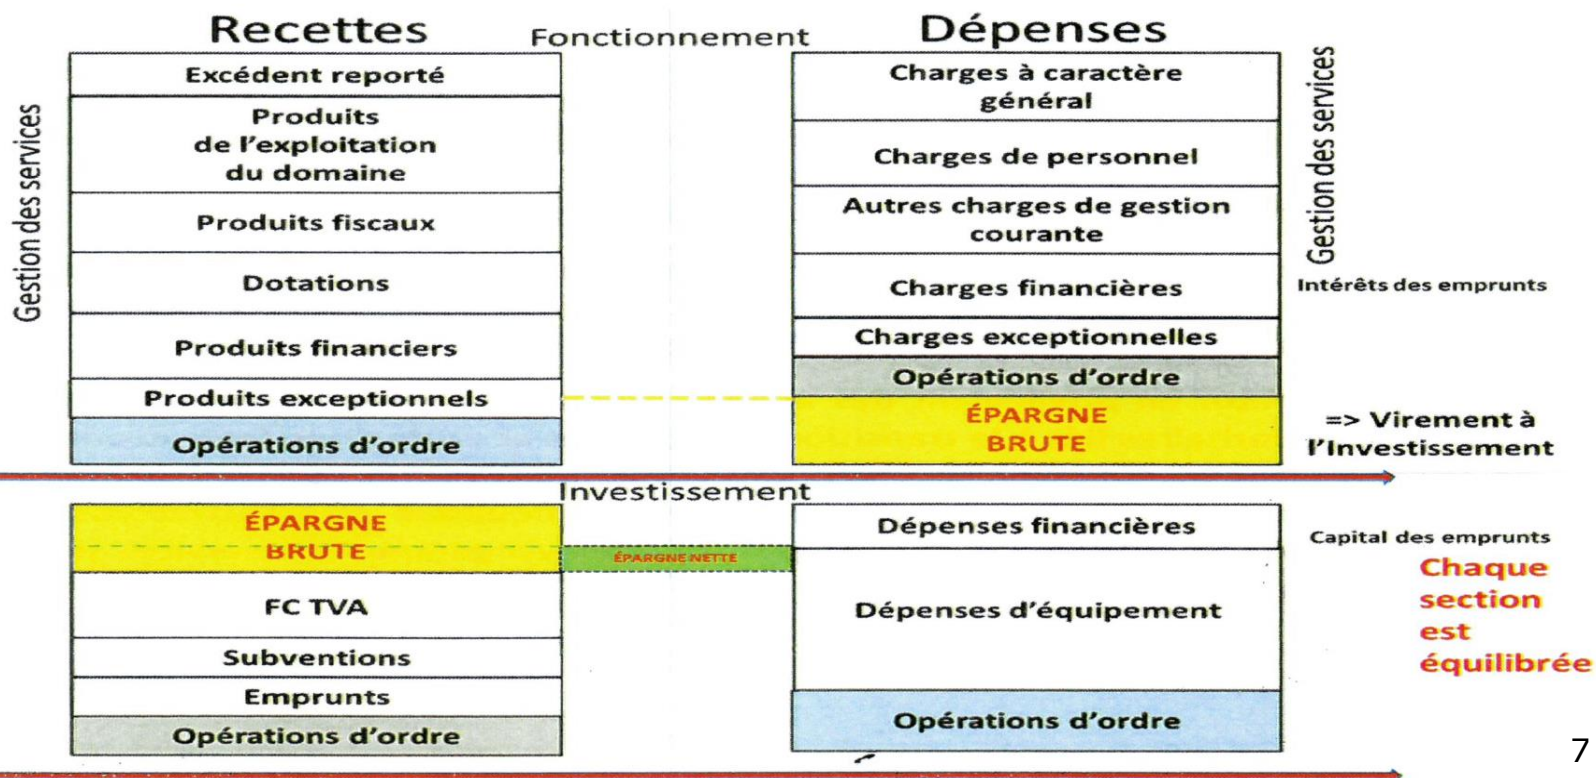 Recettes
Fonctionnement
Dépenses
Gestion des services
Excédent reporté
Produits
de l'exploitation
du domaine
Produits fiscaux
Dotations
Produits financiers
Produits exceptionnels
Opérations d'ordre
Charges à caractère
général
Charges de personnel
Autres charges de gestion
courante
Charges financières
Charges exceptionnelles
Opérations d'ordre
ÉPARGNE
BRUTE
Gestion des services
Intérêts des emprunts
=> Virement à
l'Investissement
Investissement
ÉPARGNE
BRUTE
ÉPARGNE NETTE
FC TVA
Subventions
Emprunts
Opérations d'ordre
Dépenses financières
Dépenses d'équipement
Opérations d'ordre
Capital des emprunts
Chaque
section
est
équilibrée
7